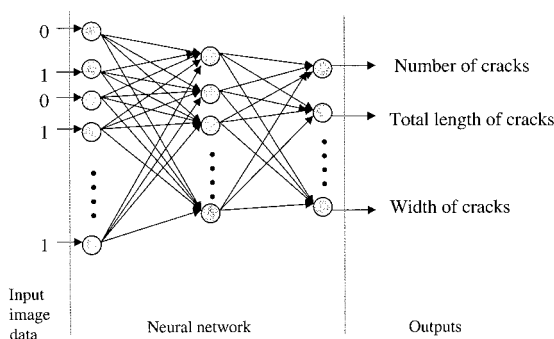 0
1
0
1
1
Number of cracks
Total length of cracks
Width of cracks
Input
image
data
Neural network
Outputs